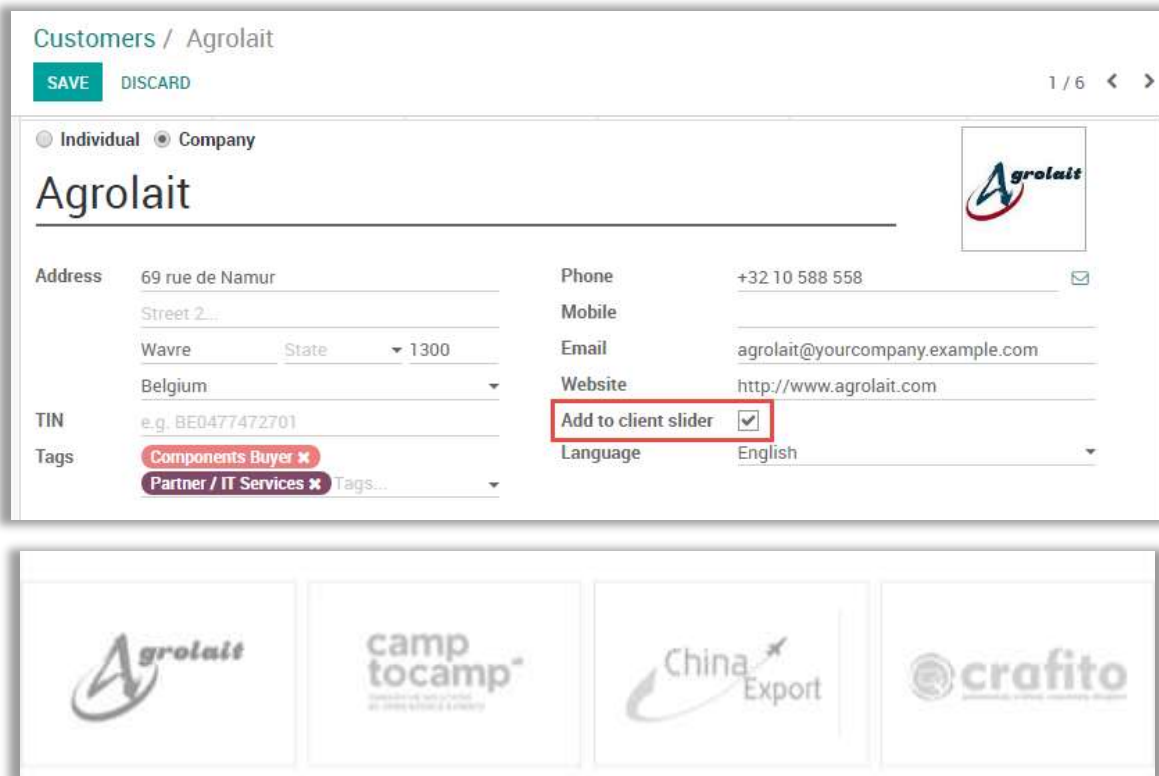 Customers / Agrolait
SAVE DISCARD 1 / 6
Individual Company
Agrolait
Agrolait
Address 69 rue de Namur Phone +32 10 588 558
Street 2... Mobile
Wavre State 1300 Email agrolait@yourcompany.example.com
Belgium Website http://www.agrolait.com
TIN e.g. BE0477472701 Add to client slider
Tags Components Buyer Language English
Partner / IT Services Tags...
Agrolait
camp
tocamp
China
Export
crafito